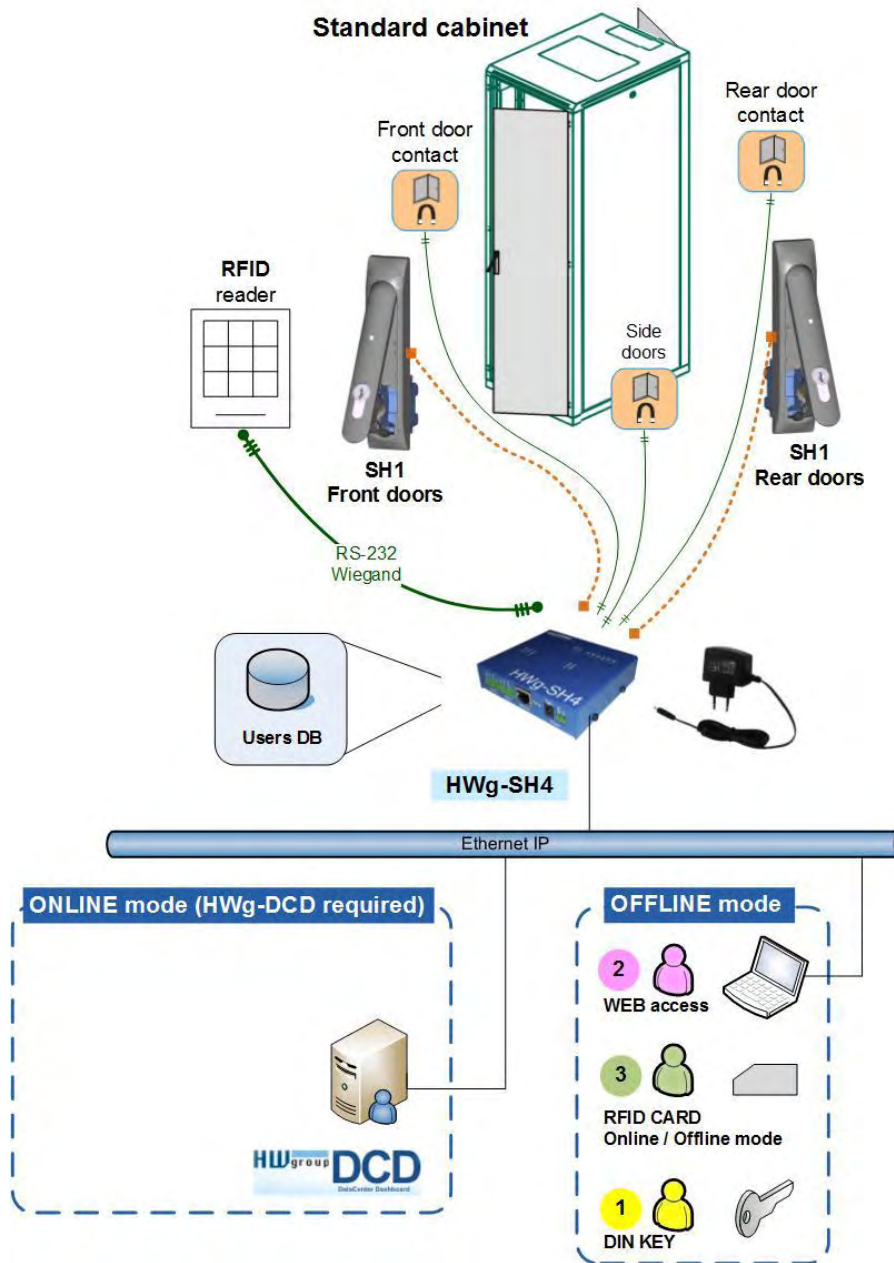 Standard cabinet
Front door
contact
Rear door
contact
RFID
reader
Side
doors
SH1
Front doors
SH1
Rear doors
RS-232
Wiegand
HWg-SH4
Users DB
HWg-SH4
Ethernet IP
ONLINE mode (HWg-DCD required)
HWgroup DCD
DataCenter Dashboard
OFFLINE mode
2
WEB access
3
RFID CARD
Online / Offline mode
1
DIN KEY